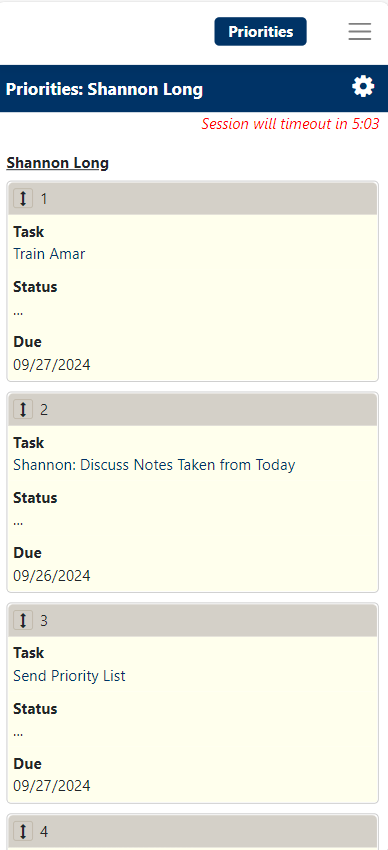 Priorities
Priorities: Shannon Long
Session will timeout in 5:03
Shannon Long
1
Task
Train Amar
Status
...
Due
09/27/2024
2
Task
Shannon: Discuss Notes Taken from Today
Status
...
Due
09/26/2024
3
Task
Send Priority List
Status
...
Due
09/27/2024
4